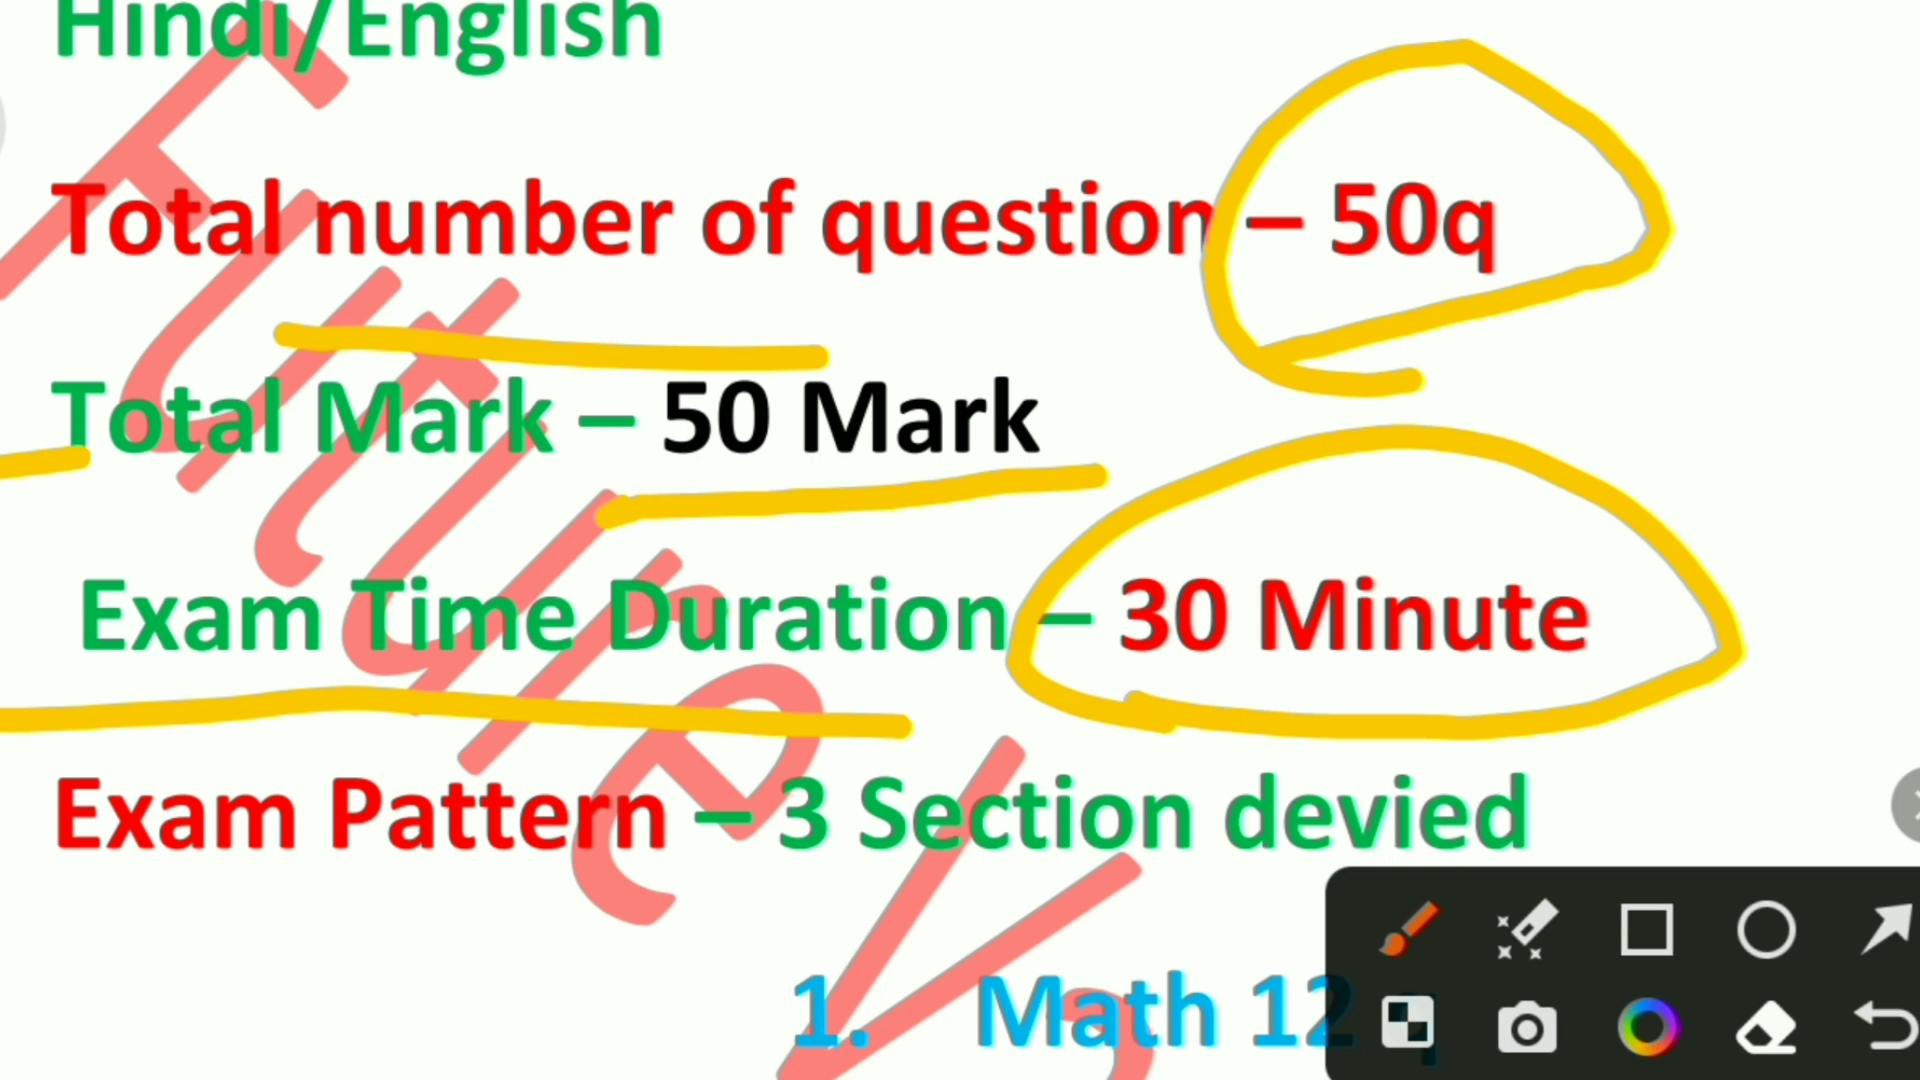 Hindi/English
Total number of question – 50q
Total Mark – 50 Mark
Exam Time Duration – 30 Minute
Exam Pattern – 3 Section devied
1. Math 12
Future V